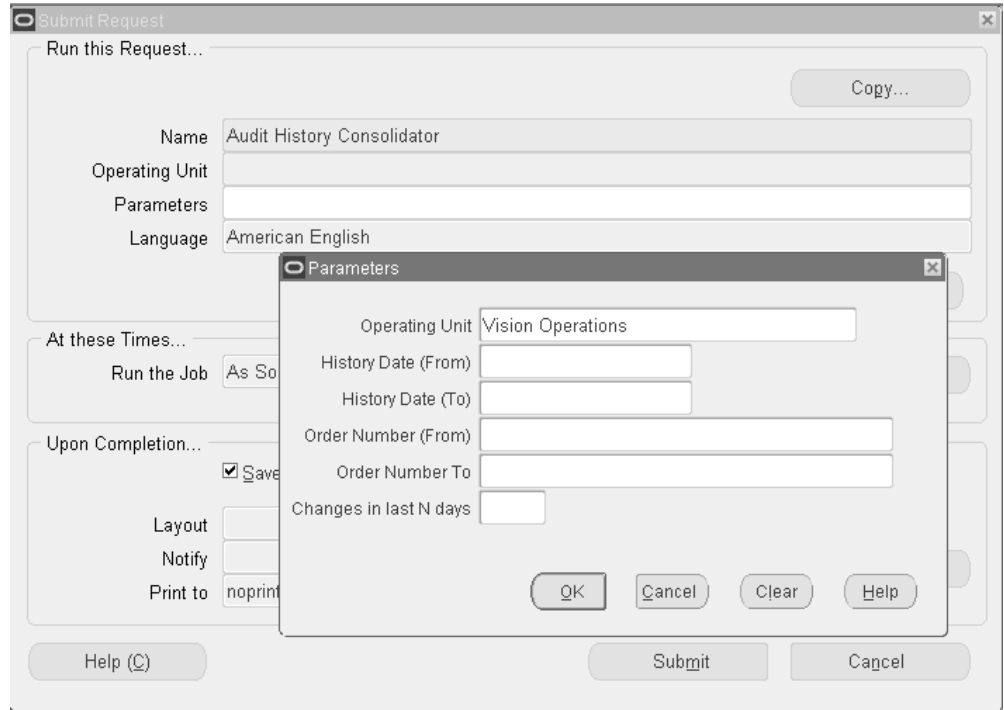 Submit Request
Run this Request...
Copy...
Name Audit History Consolidator
Operating Unit
Parameters
Language American English
Parameters
Operating Unit Vision Operations
History Date (From)
History Date (To)
Order Number (From)
Order Number To
Changes in last N days
OK Cancel Clear Help
At these Times...
Run the Job As So
Upon Completion...
Save
Layout
Notify
Print to noprint
Help (C) Submit Cancel